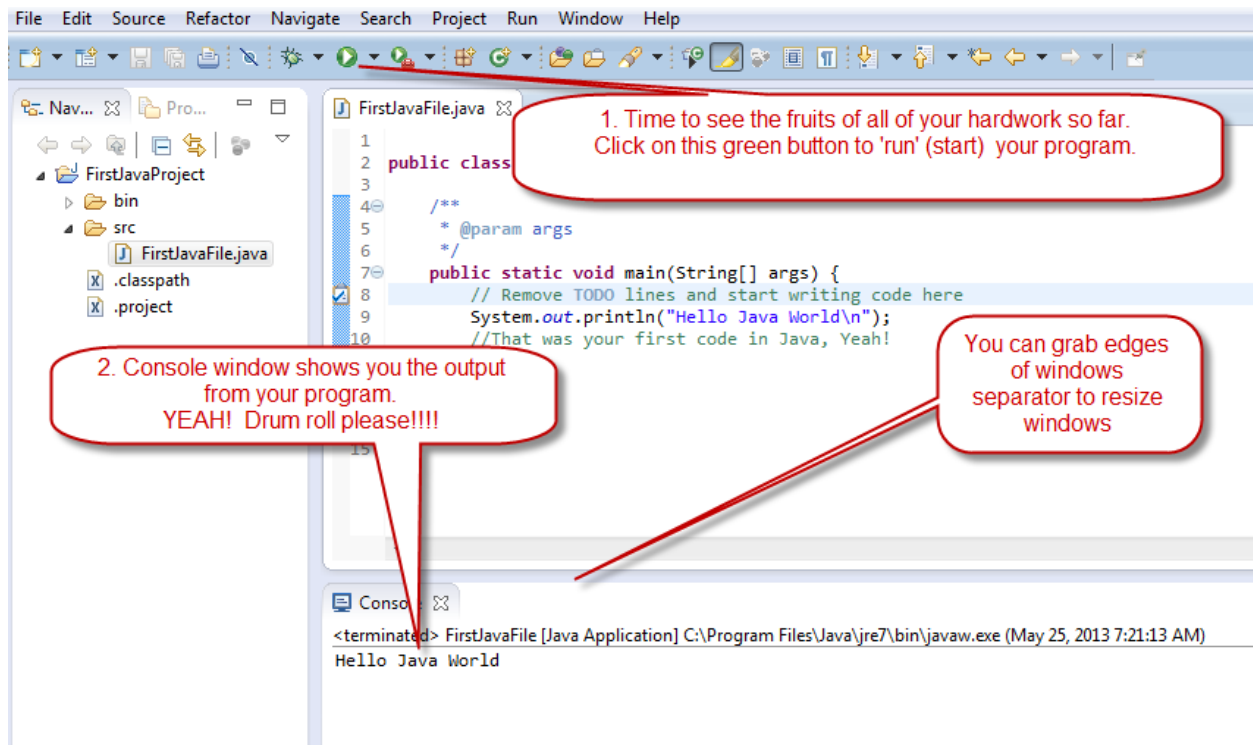 File Edit Source Refactor Navigate Search Project Run Window Help
Nav... Pro...
FirstJavaProject
bin
src
FirstJavaFile.java
.classpath
.project
FirstJavaFile.java
1
2 public class
3
4 /**
5 * @param args
6 */
7 public static void main(String[] args) {
8 // Remove TODO lines and start writing code here
9 System.out.println("Hello Java World\n");
10 //That was your first code in Java, Yeah!
15
1. Time to see the fruits of all of your hardwork so far.
Click on this green button to 'run' (start) your program.
2. Console window shows you the output
from your program.
YEAH! Drum roll please!!!!
You can grab edges
of windows
separator to resize
windows
Console
<terminated> FirstJavaFile [Java Application] C:\Program Files\Java\jre7\bin\javaw.exe (May 25, 2013 7:21:13 AM)
Hello Java World